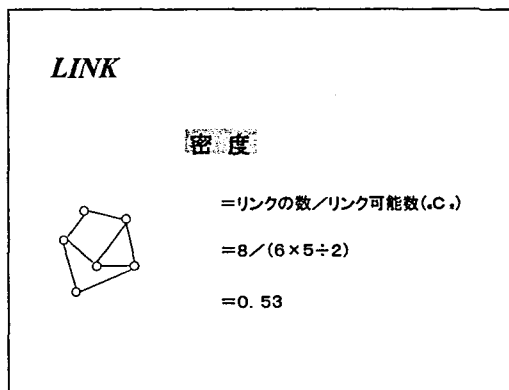 LINK
密度
=リンクの数/リンク可能数(₆C₂)
=8/(6×5÷2)
=0.53